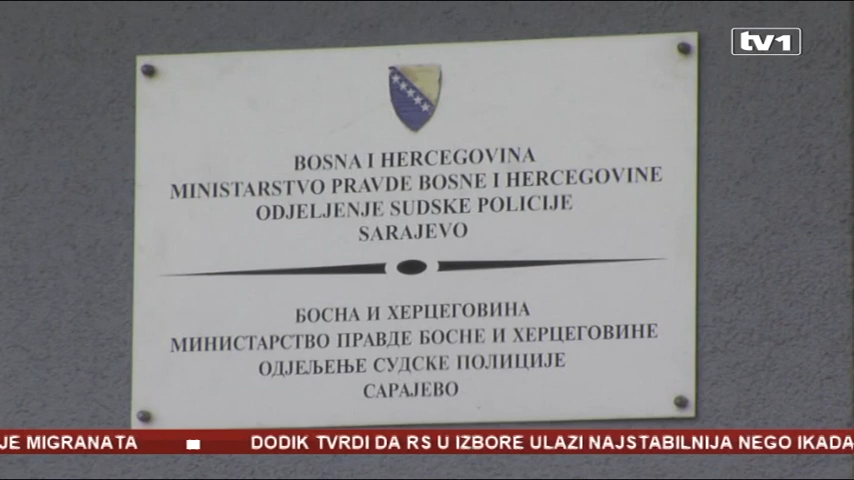 tv1
BOSNA I HERCEGOVINA
MINISTARSTVO PRAVDE BOSNE I HERCEGOVINE
ODJELJENJE SUDSKE POLICIJE
SARAJEVO
БОСНА И ХЕРЦЕГОВИНА
МИНИСТАРСТВО ПРАВДЕ БОСНЕ И ХЕРЦЕГОВИНЕ
ОДЈЕЉЕЊЕ СУДСКЕ ПОЛИЦИЈЕ
САРАЈЕВО
JE MIGRANATA DODIK TVRDI DA RS U IZBORE ULAZI NAJSTABILNIJA NEGO IKADA